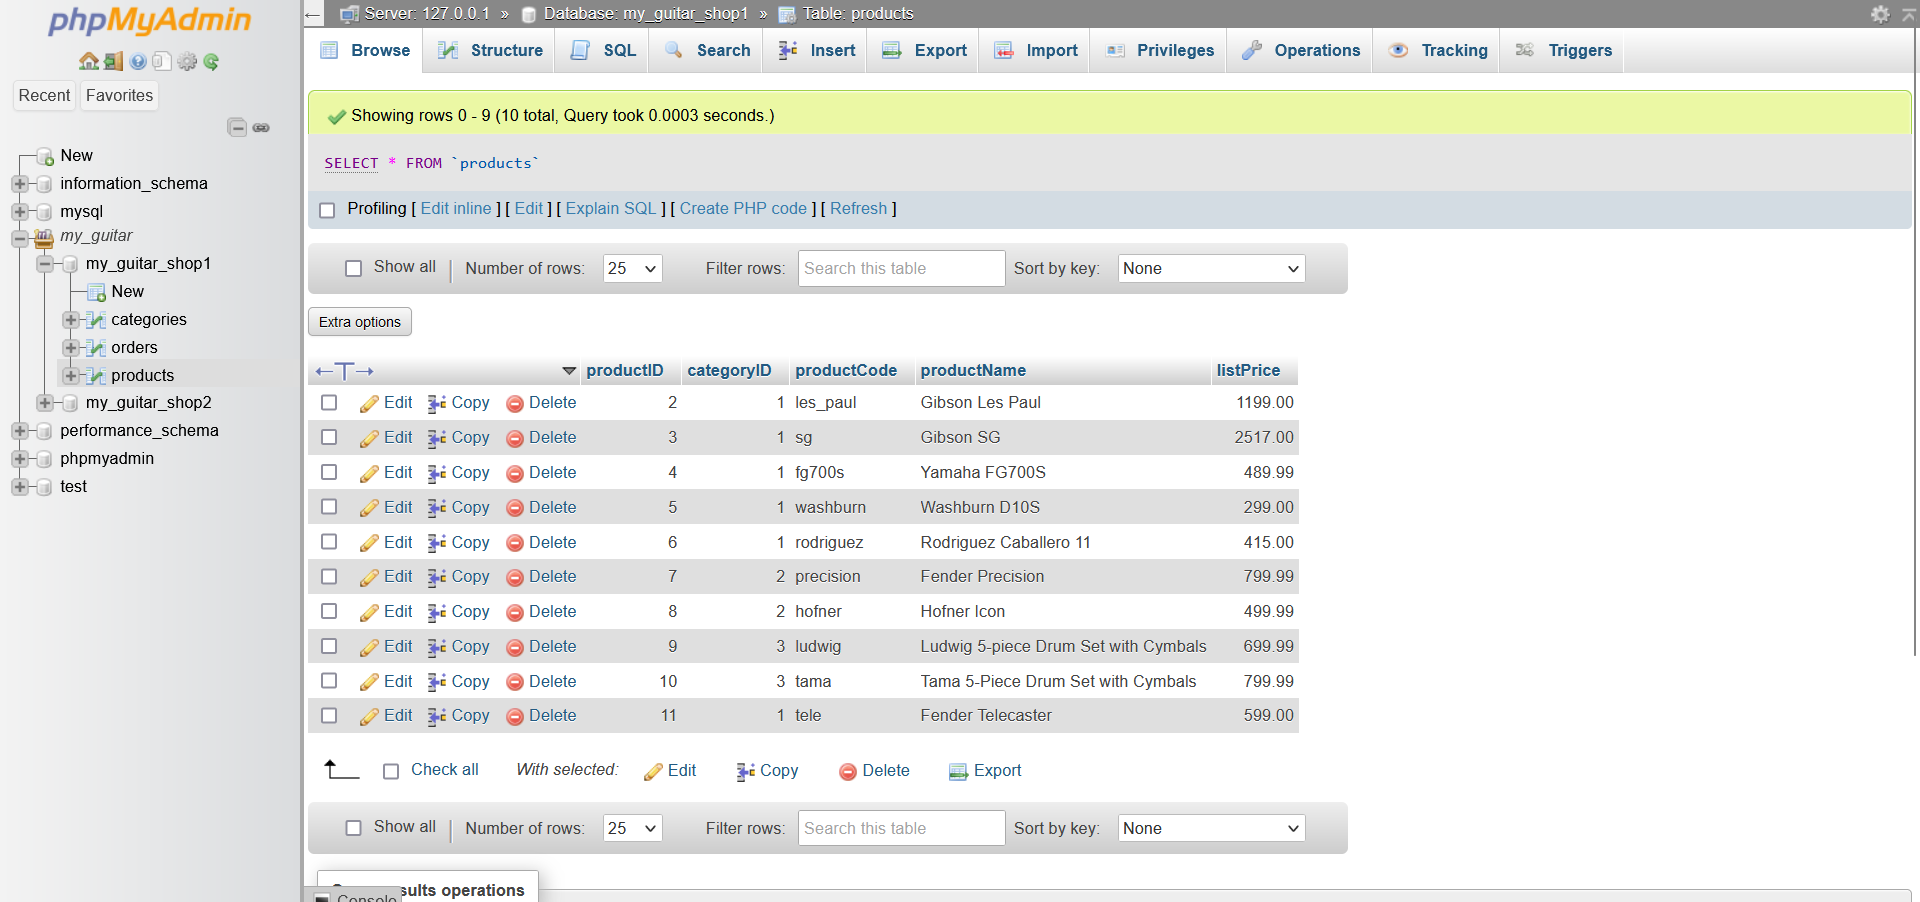 phpMyAdmin
Recent Favorites
New
information_schema
mysql
my_guitar
my_guitar_shop1
New
categories
orders
products
my_guitar_shop2
performance_schema
phpmyadmin
test
Server: 127.0.0.1 » Database: my_guitar_shop1 » Table: products
Browse Structure SQL Search Insert Export Import Privileges Operations Tracking Triggers
Showing rows 0 - 9 (10 total, Query took 0.0003 seconds.)
SELECT * FROM `products`
Profiling [ Edit inline ] [ Edit ] [ Explain SQL ] [ Create PHP code ] [ Refresh ]
Show all | Number of rows: 25 Filter rows: Search this table Sort by key: None
Extra options
productID categoryID productCode productName listPrice
Edit Copy Delete 2 1 les_paul Gibson Les Paul 1199.00
Edit Copy Delete 3 1 sg Gibson SG 2517.00
Edit Copy Delete 4 1 fg700s Yamaha FG700S 489.99
Edit Copy Delete 5 1 washburn Washburn D10S 299.00
Edit Copy Delete 6 1 rodriguez Rodriguez Caballero 11 415.00
Edit Copy Delete 7 2 precision Fender Precision 799.99
Edit Copy Delete 8 2 hofner Hofner Icon 499.99
Edit Copy Delete 9 3 ludwig Ludwig 5-piece Drum Set with Cymbals 699.99
Edit Copy Delete 10 3 tama Tama 5-Piece Drum Set with Cymbals 799.99
Edit Copy Delete 11 1 tele Fender Telecaster 599.00
Check all With selected: Edit Copy Delete Export
Show all | Number of rows: 25 Filter rows: Search this table Sort by key: None
operations
Console